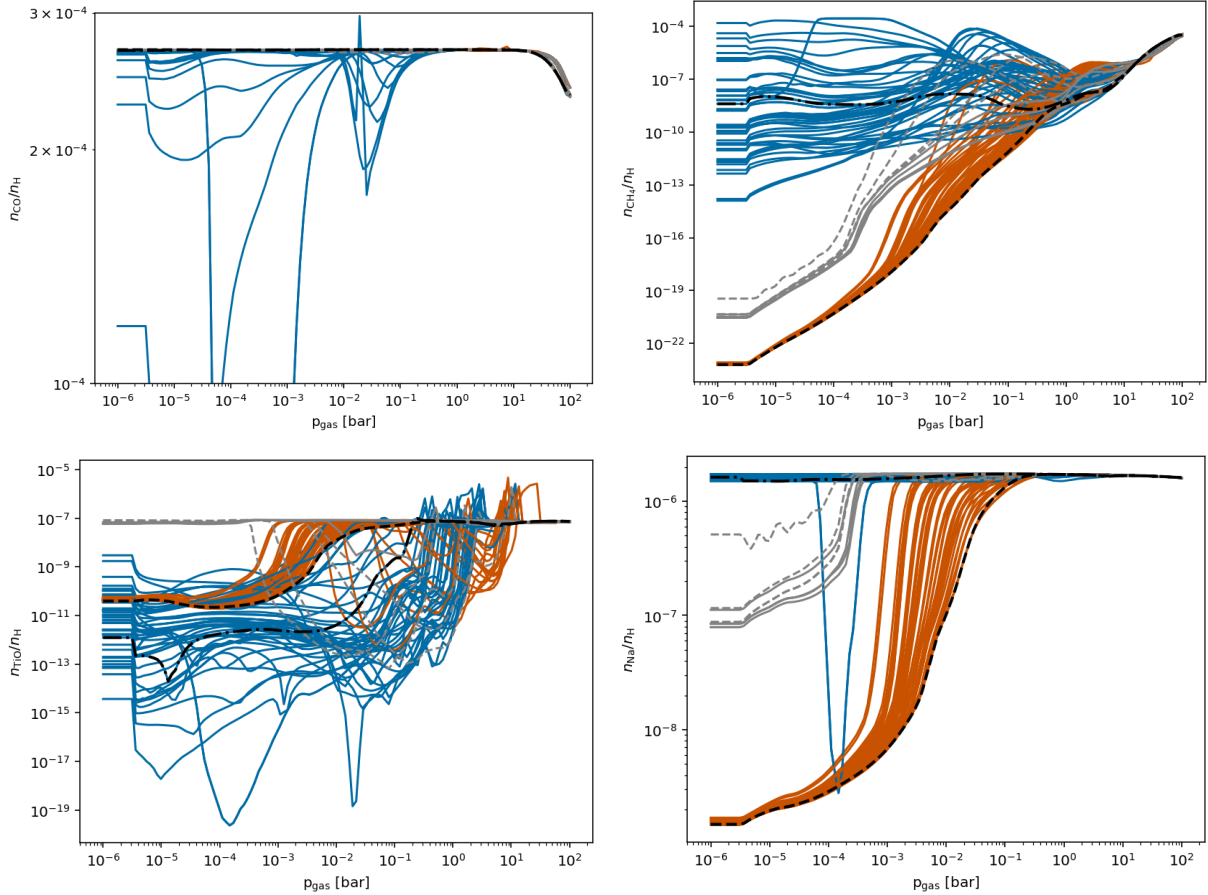 3 × 10⁻⁴
2 × 10⁻⁴
10⁻⁴
n_CO/n_H
10⁻⁶ 10⁻⁵ 10⁻⁴ 10⁻³ 10⁻² 10⁻¹ 10⁰ 10¹ 10²
p_gas [bar]
10⁻⁴
10⁻⁷
10⁻¹⁰
10⁻¹³
10⁻¹⁶
10⁻¹⁹
10⁻²²
n_CH₄/n_H
10⁻⁶ 10⁻⁵ 10⁻⁴ 10⁻³ 10⁻² 10⁻¹ 10⁰ 10¹ 10²
p_gas [bar]
10⁻⁵
10⁻⁷
10⁻⁹
10⁻¹¹
10⁻¹³
10⁻¹⁵
10⁻¹⁷
10⁻¹⁹
n_TiO/n_H
10⁻⁶ 10⁻⁵ 10⁻⁴ 10⁻³ 10⁻² 10⁻¹ 10⁰ 10¹ 10²
p_gas [bar]
10⁻⁶
10⁻⁷
10⁻⁸
n_Na/n_H
10⁻⁶ 10⁻⁵ 10⁻⁴ 10⁻³ 10⁻² 10⁻¹ 10⁰ 10¹ 10²
p_gas [bar]